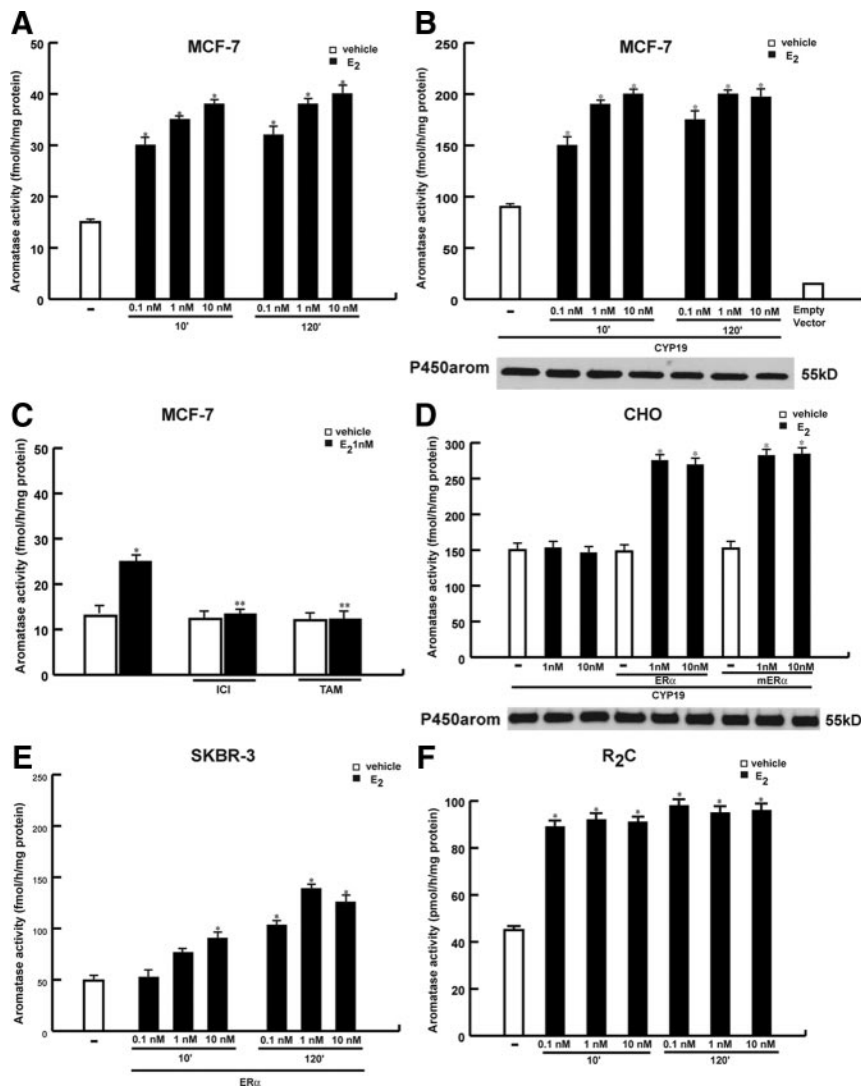 A
MCF-7
vehicle
E2
Aromatase activity (fmol/h/mg protein)
50
40
30
20
10
0
-
0.1 nM 1 nM 10 nM
10'
0.1 nM 1 nM 10 nM
120'
B
MCF-7
vehicle
E2
Aromatase activity (fmol/h/mg protein)
250
200
150
100
50
0
-
0.1 nM 1 nM 10 nM
10'
0.1 nM 1 nM 10 nM
120'
Empty
Vector
CYP19
P450arom
55kD
C
MCF-7
vehicle
E2 1nM
Aromatase activity (fmol/h/mg protein)
50
40
30
20
10
0
*
**
**
ICI
TAM
D
CHO
vehicle
E2
Aromatase activity (fmol/h/mg protein)
300
250
200
150
100
50
0
- 1nM 10nM - 1nM 10nM - 1nM 10nM
ERα
mERα
CYP19
P450arom
55kD
E
SKBR-3
vehicle
E2
Aromatase activity (fmol/h/mg protein)
250
200
150
100
50
0
-
0.1 nM 1 nM 10 nM
10'
0.1 nM 1 nM 10 nM
120'
ERα
F
R2C
vehicle
E2
Aromatase activity (pmol/h/mg protein)
100
80
60
40
20
0
-
0.1 nM 1 nM 10 nM
10'
0.1 nM 1 nM 10 nM
120'